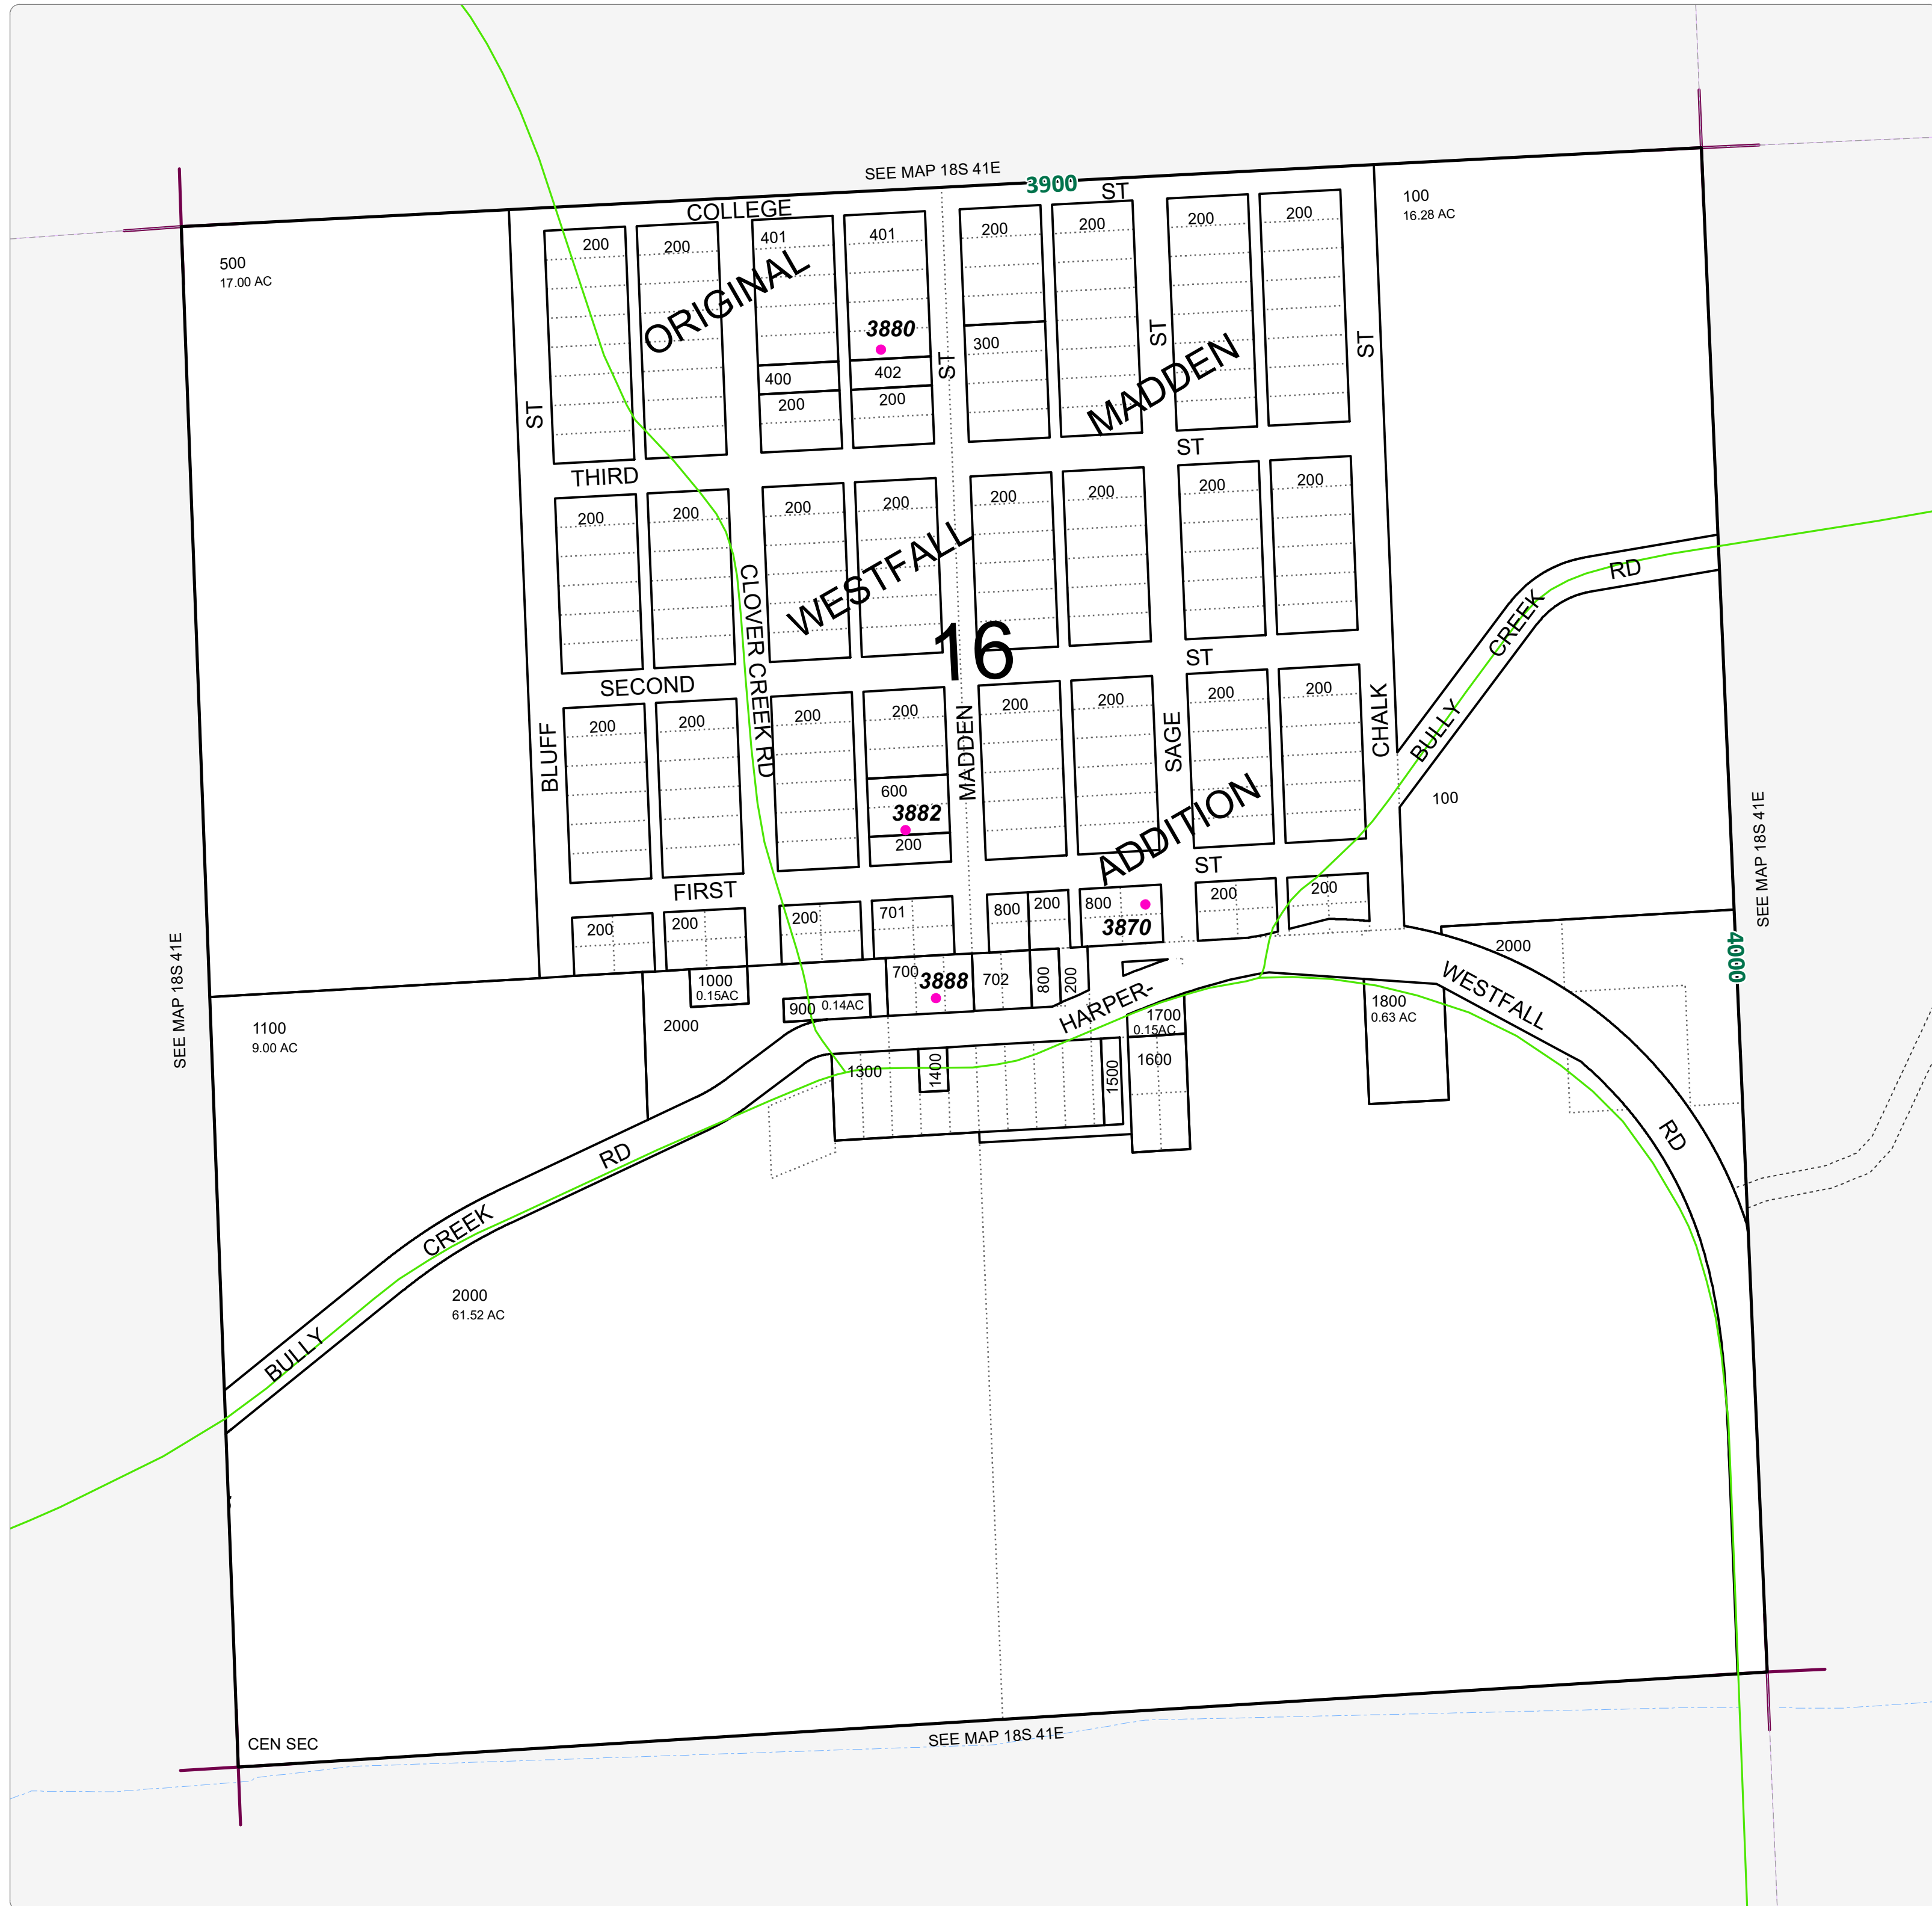 SEE MAP 18S 41E
3900
COLLEGE
ST
100
16.28 AC
500
17.00 AC
200
200
401
401
200
200
200
200
ORIGINAL
3880
300
ST
ST
ST
ST
MADDEN
400
402
200
200
THIRD
ST
200
200
200
200
200
200
200
200
WESTFALL
CLOVER CREEK RD
16
BULLY
CREEK
RD
SECOND
ST
200
200
200
200
200
200
200
200
BLUFF
MADDEN
SAGE
CHALK
600
3882
200
100
ADDITION
SEE MAP 18S 41E
FIRST
ST
200
200
200
701
800
200
800
3870
200
200
SEE MAP 18S 41E
4000
2000
1000
0.15AC
900
0.14AC
700
3888
702
800
200
HARPER-
WESTFALL
RD
1100
9.00 AC
2000
1700
0.15AC
1800
0.63 AC
1300
1400
1500
1600
BULLY
CREEK
RD
2000
61.52 AC
CEN SEC
SEE MAP 18S 41E